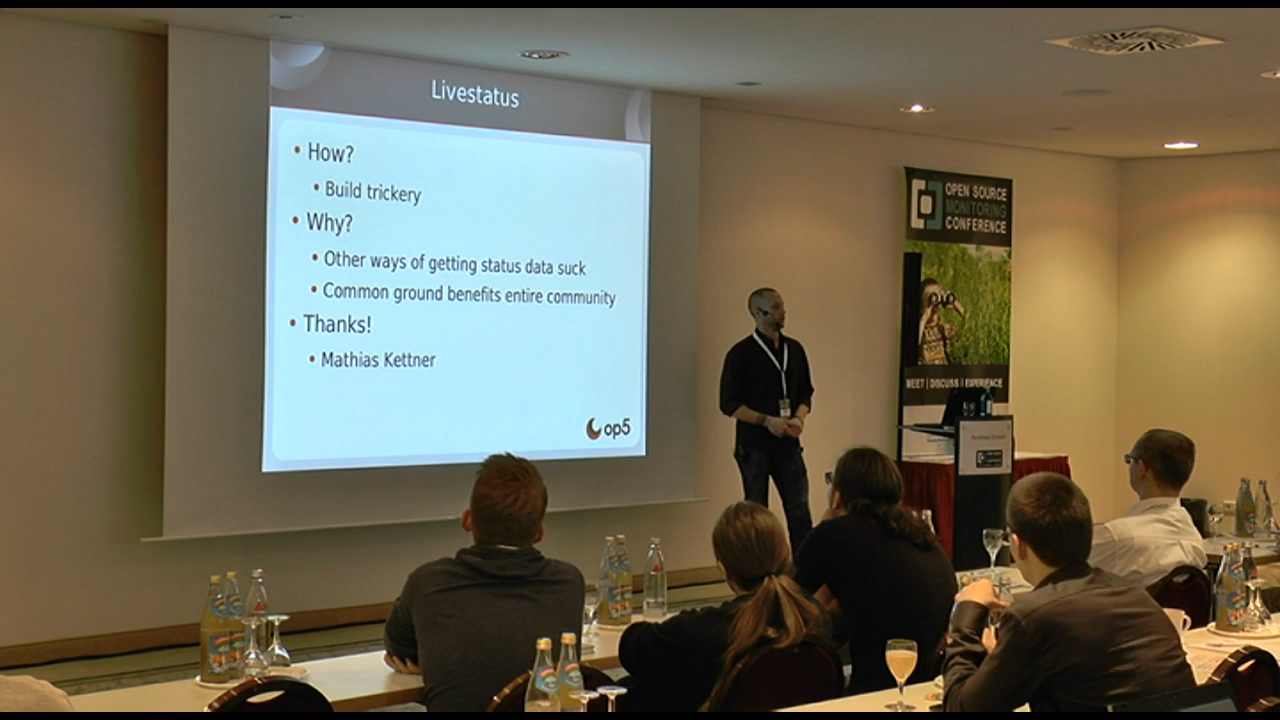 Livestatus
How?
Build trickery
Why?
Other ways of getting status data suck
Common ground benefits entire community
Thanks!
Mathias Kettner
op5
OPEN SOURCE
MONITORING
CONFERENCE
MEET | DISCUSS | EXPERIENCE